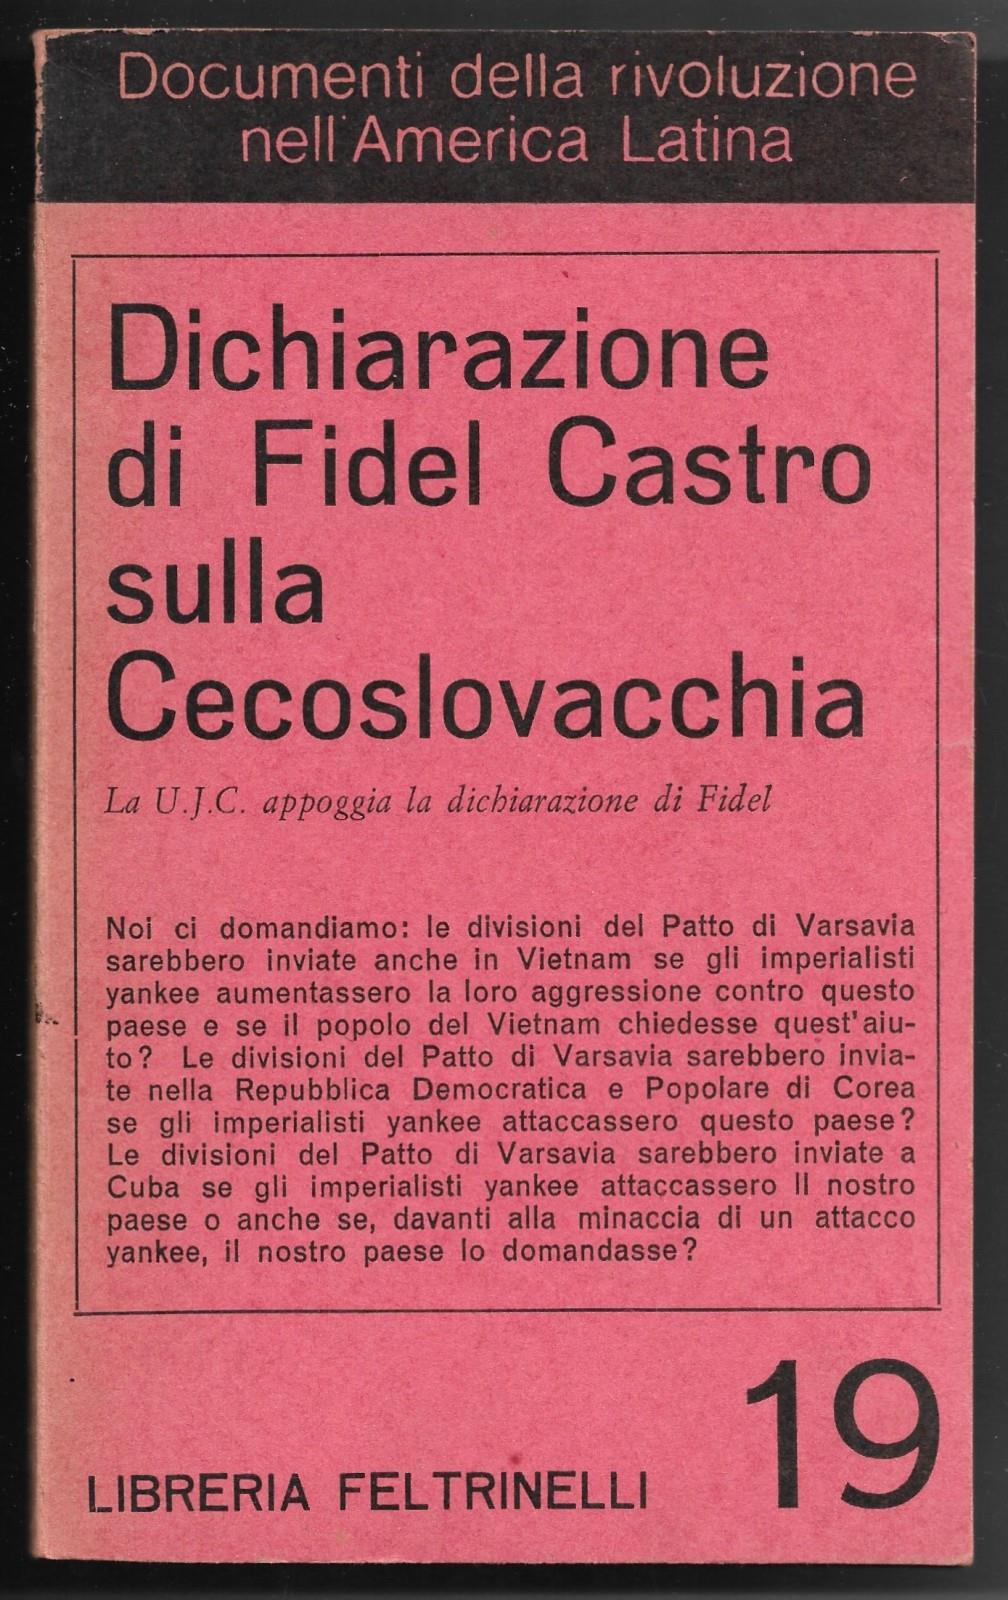 Documenti della rivoluzione
nell'America Latina
Dichiarazione
di Fidel Castro
sulla
Cecoslovacchia
La U.J.C. appoggia la dichiarazione di Fidel
Noi ci domandiamo: le divisioni del Patto di Varsavia
sarebbero inviate anche in Vietnam se gli imperialisti
yankee aumentassero la loro aggressione contro questo
paese e se il popolo del Vietnam chiedesse quest'aiu-
to? Le divisioni del Patto di Varsavia sarebbero invia-
te nella Repubblica Democratica e Popolare di Corea
se gli imperialisti yankee attaccassero questo paese?
Le divisioni del Patto di Varsavia sarebbero inviate a
Cuba se gli imperialisti yankee attaccassero Il nostro
paese o anche se, davanti alla minaccia di un attacco
yankee, il nostro paese lo domandasse?
LIBRERIA FELTRINELLI
19